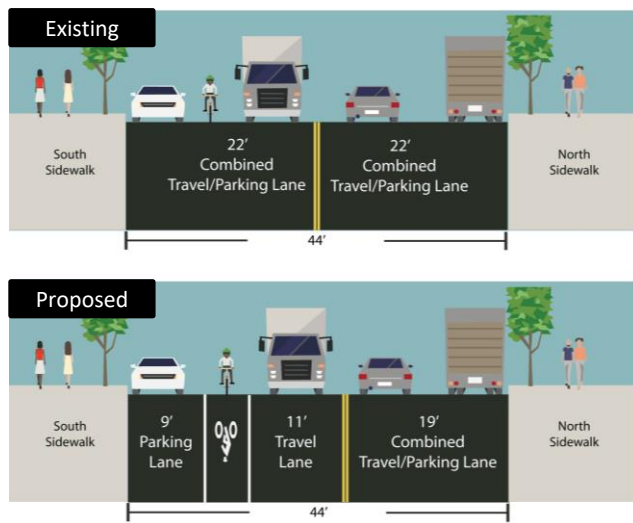 Existing
South
Sidewalk
22'
Combined
Travel/Parking Lane
22'
Combined
Travel/Parking Lane
North
Sidewalk
44'
Proposed
South
Sidewalk
9'
Parking
Lane
11'
Travel
Lane
19'
Combined
Travel/Parking Lane
North
Sidewalk
44'